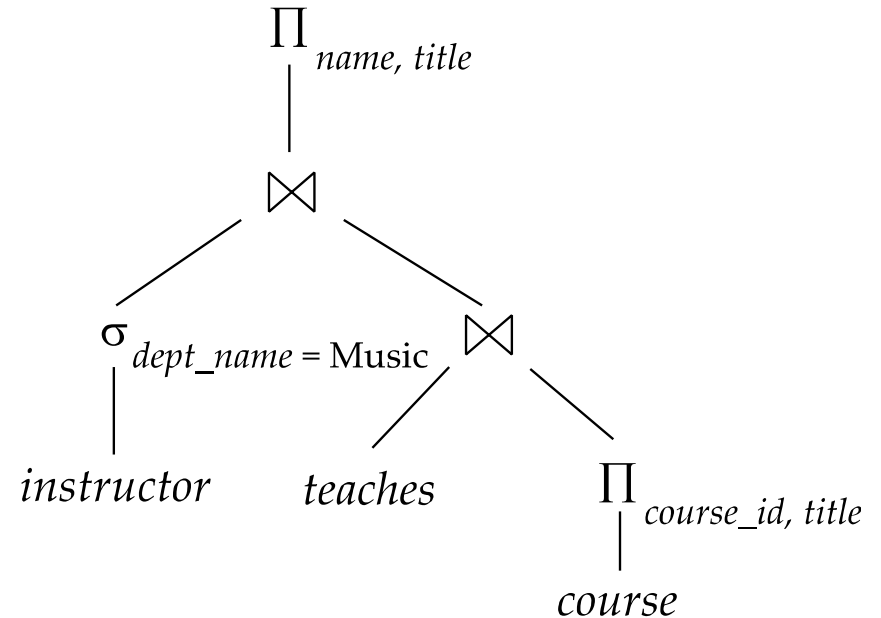 Π name, title
⋈
σ dept_name = Music
⋈
instructor
teaches
Π course_id, title
course